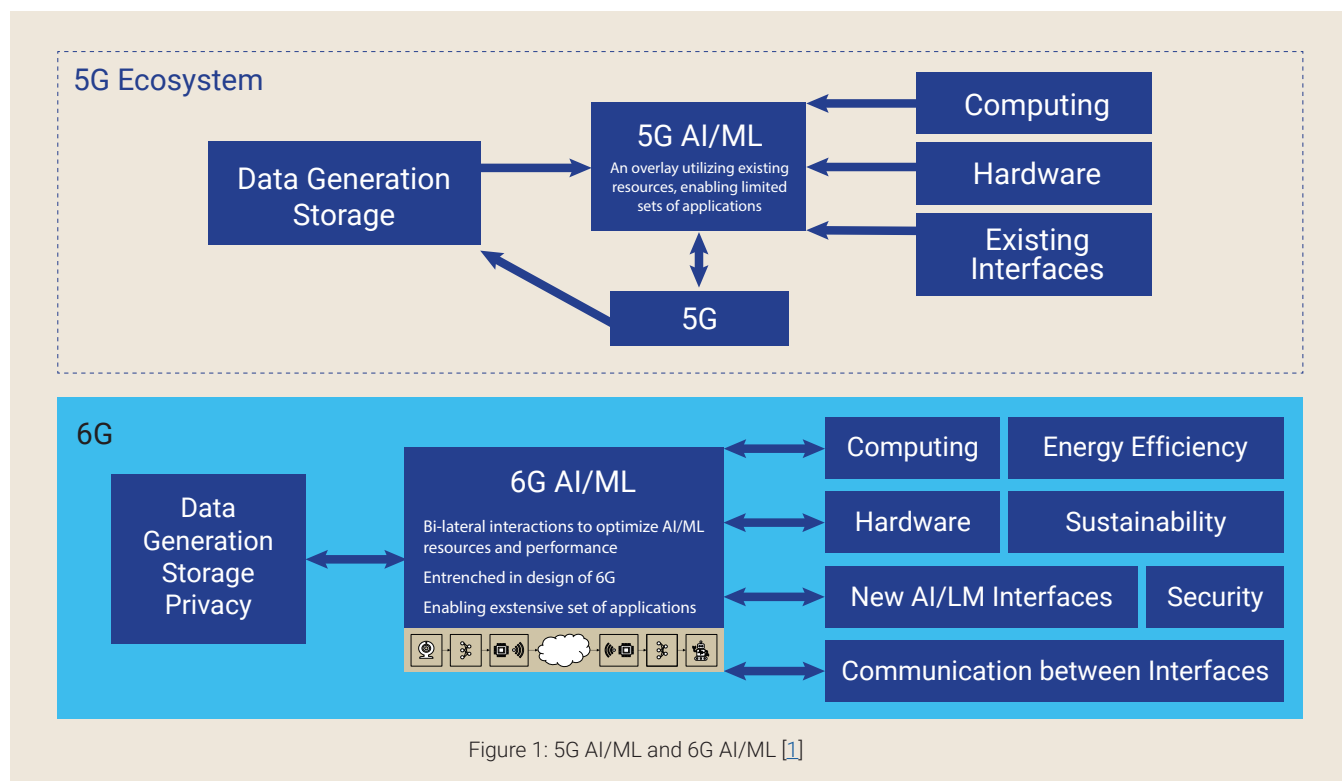 5G Ecosystem
Data Generation
Storage
5G AI/ML
An overlay utilizing existing
resources, enabling limited
sets of applications
5G
Computing
Hardware
Existing
Interfaces
6G
Data
Generation
Storage
Privacy
6G AI/ML
Bi-lateral interactions to optimize AI/ML
resources and performance
Entrenched in design of 6G
Enabling exstensive set of applications
Computing
Energy Efficiency
Hardware
Sustainability
New AI/LM Interfaces
Security
Communication between Interfaces
Figure 1: 5G AI/ML and 6G AI/ML [1]